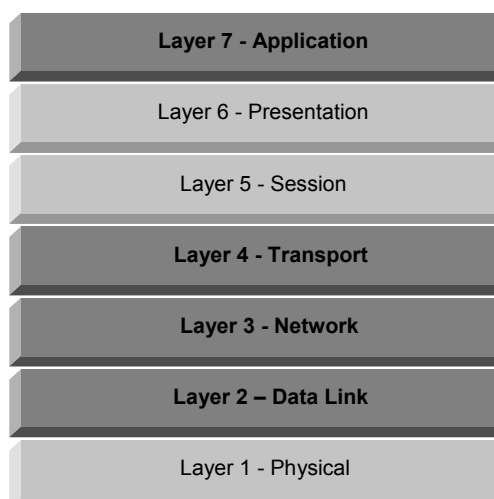 Layer 7 - Application
Layer 6 - Presentation
Layer 5 - Session
Layer 4 - Transport
Layer 3 - Network
Layer 2 – Data Link
Layer 1 - Physical